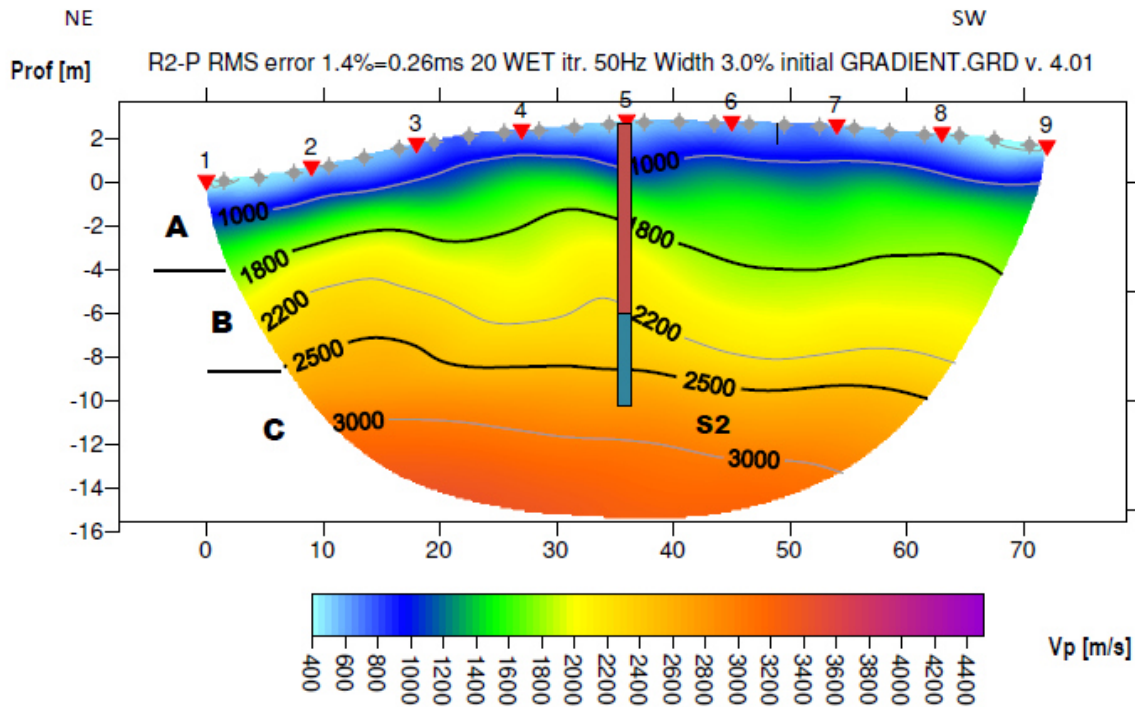 NE SW
Prof [m]
R2-P RMS error 1.4%=0.26ms 20 WET itr. 50Hz Width 3.0% initial GRADIENT.GRD v. 4.01
1 2 3 4 5 6 7 8 9
2
0
-2
-4
-6
-8
-10
-12
-14
-16
1000 1000
A
1800 1800
B
2200 2200
2500 2500
C
S2
3000 3000
0 10 20 30 40 50 60 70
400 600 800 1000 1200 1400 1600 1800 2000 2200 2400 2600 2800 3000 3200 3400 3600 3800 4000 4200 4400
Vp [m/s]